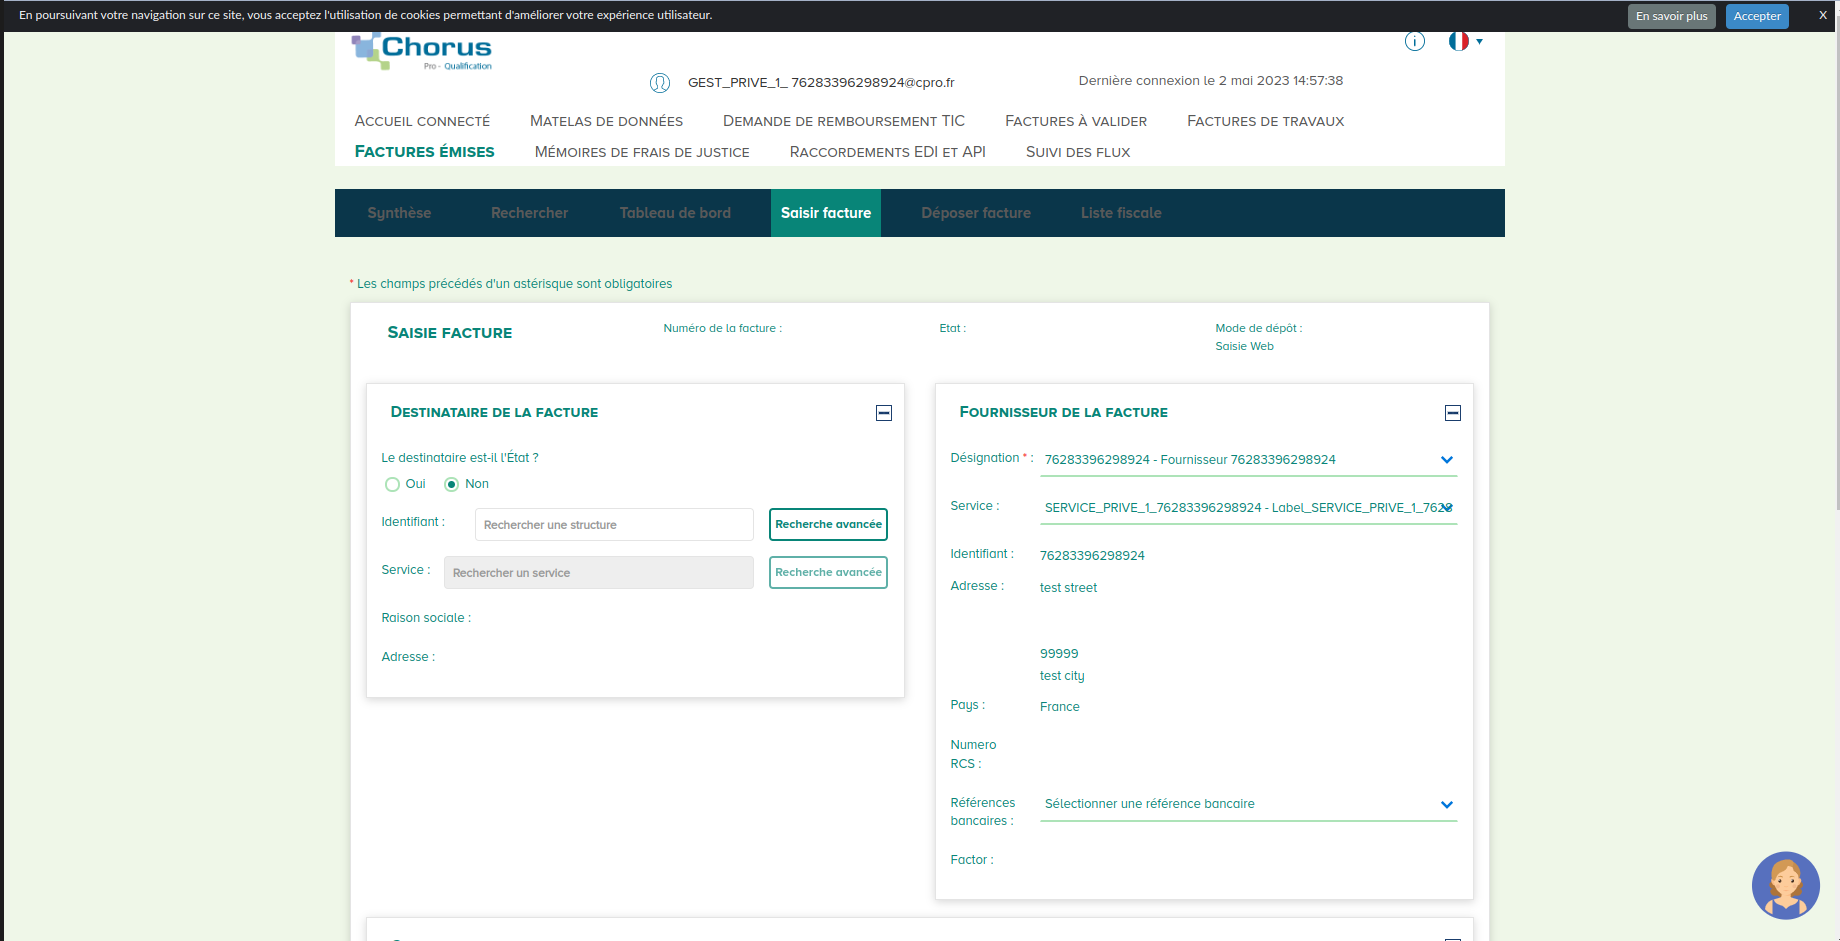 En poursuivant votre navigation sur ce site, vous acceptez l'utilisation de cookies permettant d'améliorer votre expérience utilisateur.
En savoir plus
Accepter
X
Chorus
Pro - Qualification
GEST_PRIVE_1_ 76283396298924@cpro.fr
Dernière connexion le 2 mai 2023 14:57:38
ACCUEIL CONNECTÉ
MATELAS DE DONNÉES
DEMANDE DE REMBOURSEMENT TIC
FACTURES À VALIDER
FACTURES DE TRAVAUX
FACTURES ÉMISES
MÉMOIRES DE FRAIS DE JUSTICE
RACCORDEMENTS EDI ET API
SUIVI DES FLUX
Synthèse
Rechercher
Tableau de bord
Saisir facture
Déposer facture
Liste fiscale
* Les champs précédés d'un astérisque sont obligatoires
SAISIE FACTURE
Numéro de la facture :
Etat :
Mode de dépôt :
Saisie Web
DESTINATAIRE DE LA FACTURE
Le destinataire est-il l'État ?
Oui
Non
Identifiant :
Rechercher une structure
Recherche avancée
Service :
Rechercher un service
Recherche avancée
Raison sociale :
Adresse :
FOURNISSEUR DE LA FACTURE
Désignation * :
76283396298924 - Fournisseur 76283396298924
Service :
SERVICE_PRIVE_1_76283396298924 - Label_SERVICE_PRIVE_1_7628
Identifiant :
76283396298924
Adresse :
test street
99999
test city
Pays :
France
Numero
RCS :
Références
bancaires :
Sélectionner une référence bancaire
Factor :